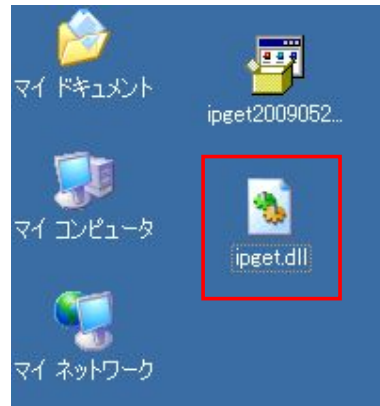 マイ ドキュメント
ipget2009052...
マイ コンピュータ
ipget.dll
マイ ネットワーク